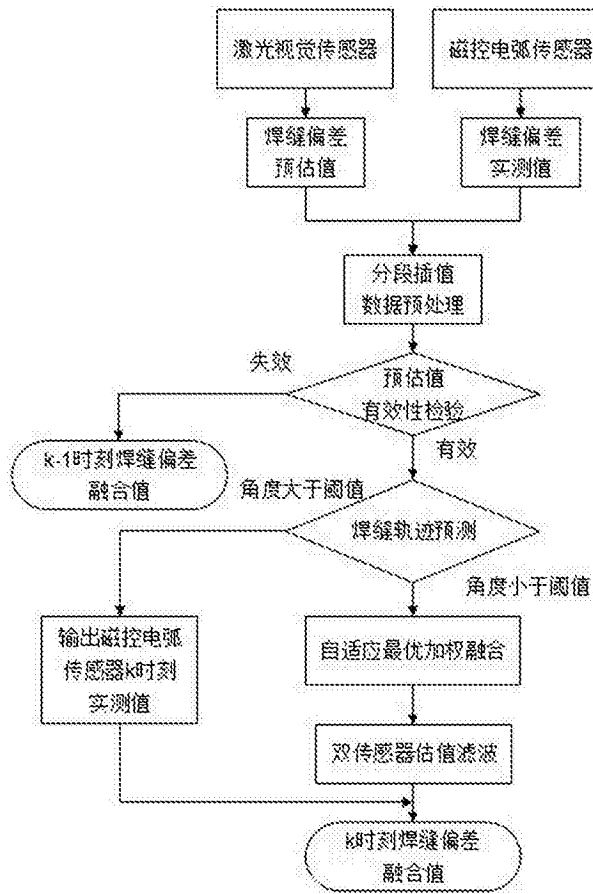 激光视觉传感器
磁控电弧传感器
焊缝偏差
预估值
焊缝偏差
实测值
分段插值
数据预处理
失效
预估值
有效性检验
有效
k-1时刻焊缝偏差
融合值
角度大于阈值
焊缝轨迹预测
角度小于阈值
输出磁控电弧
传感器k时刻
实测值
自适应最优加权融合
双传感器估值滤波
k时刻焊缝偏差
融合值